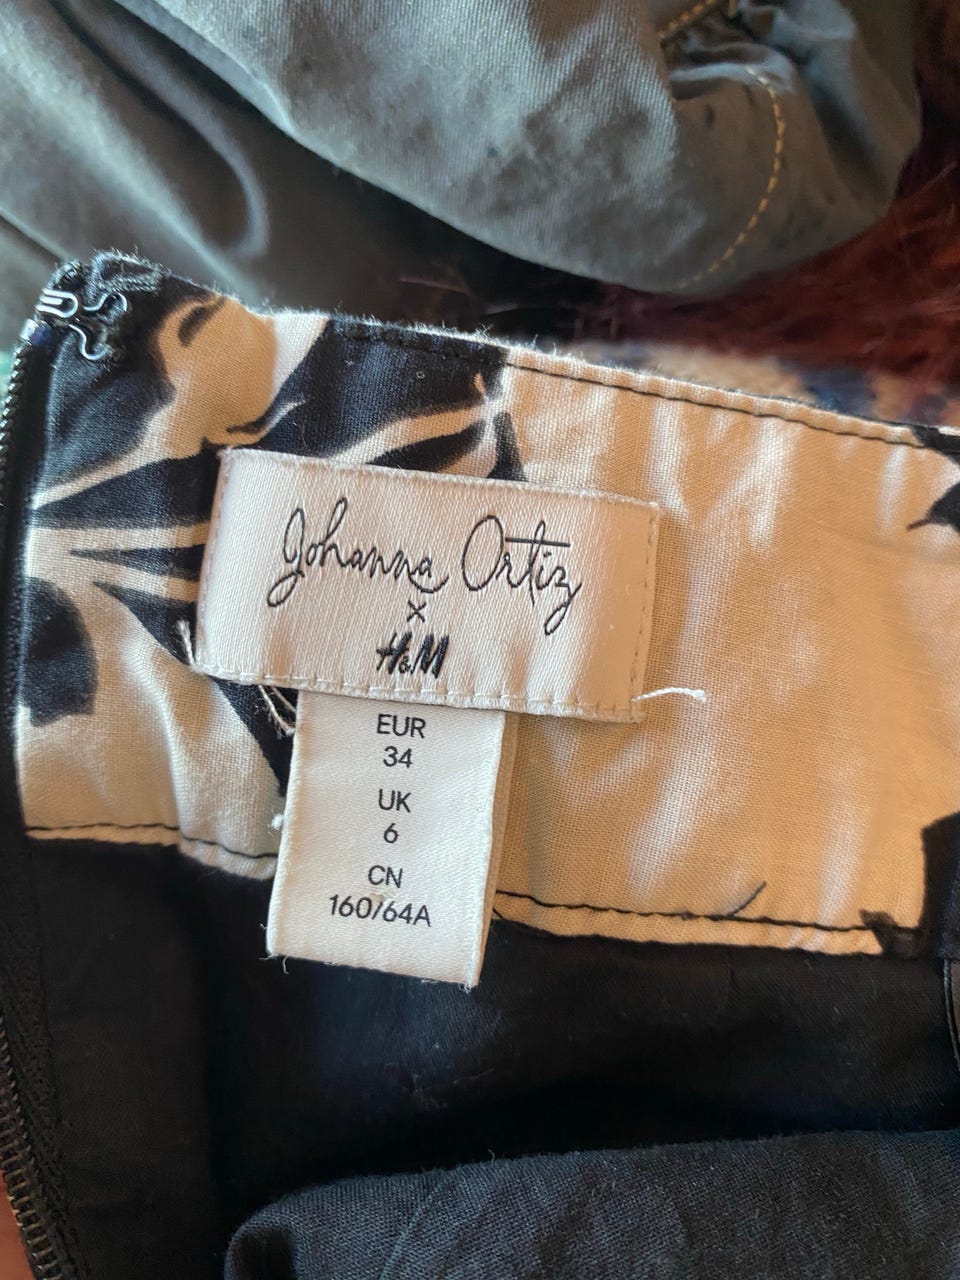 Johanna Ortiz
x
H&M
EUR
34
UK
6
CN
160/64A